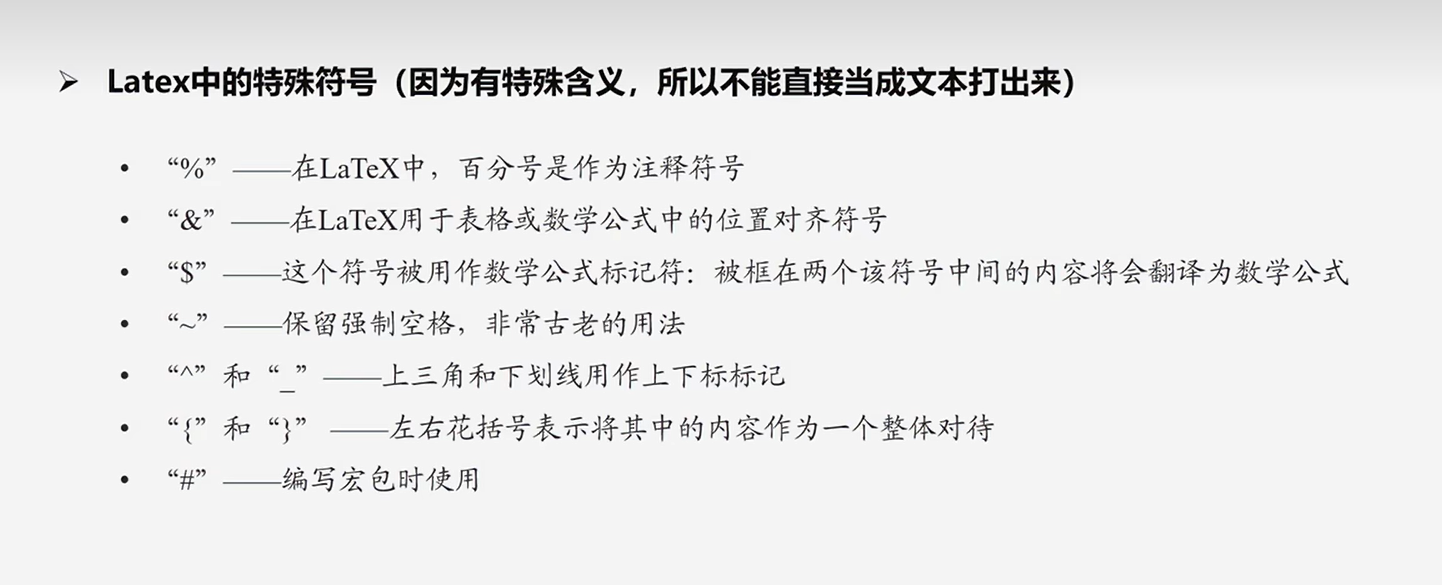 ➢ Latex中的特殊符号（因为有特殊含义，所以不能直接当成文本打出来）
• “%” ——在LaTeX中，百分号是作为注释符号
• “&” ——在LaTeX用于表格或数学公式中的位置对齐符号
• “$” ——这个符号被用作数学公式标记符：被框在两个该符号中间的内容将会翻译为数学公式
• “~” ——保留强制空格，非常古老的用法
• “^” 和 “_” ——上三角和下划线用作上下标标记
• “{” 和 “}” ——左右花括号表示将其中的内容作为一个整体对待
• “#” ——编写宏包时使用